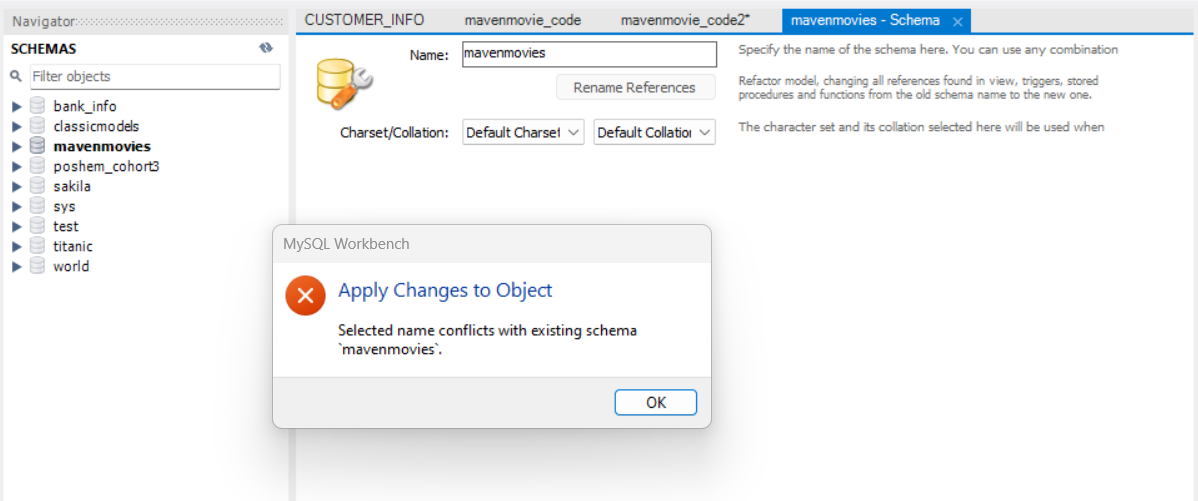 Navigator
SCHEMAS
Filter objects
bank_info
classicmodels
mavenmovies
poshem_cohort3
sakila
sys
test
titanic
world
CUSTOMER_INFO mavenmovie_code mavenmovie_code2* mavenmovies - Schema
Name: mavenmovies
Specify the name of the schema here. You can use any combination
Rename References
Refactor model, changing all references found in view, triggers, stored
procedures and functions from the old schema name to the new one.
Charset/Collation: Default Charset Default Collation
The character set and its collation selected here will be used when
MySQL Workbench
Apply Changes to Object
Selected name conflicts with existing schema
`mavenmovies`.
OK